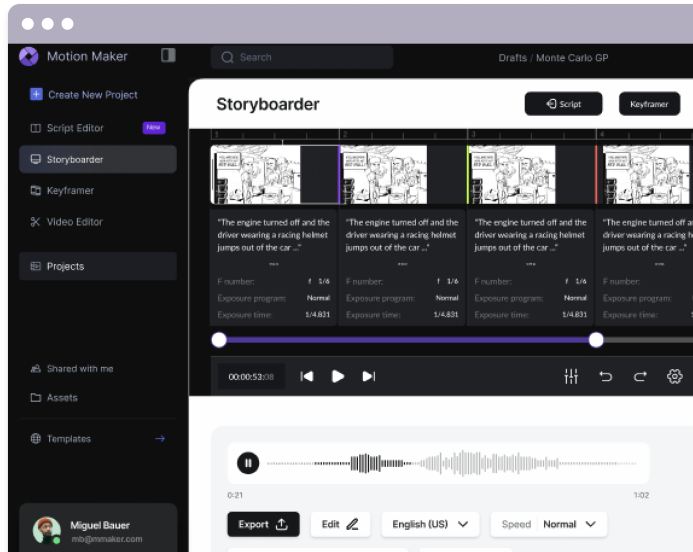 Motion Maker
Search
Drafts / Monte Carlo GP
Create New Project
Script Editor New
Storyboarder
Keyframer
Video Editor
Projects
Shared with me
Assets
Templates
Miguel Bauer
mb@mmaker.com
Storyboarder
Script
Keyframer
1 2 3 4
"The engine turned off and the
driver wearing a racing helmet
jumps out of the car ..."
F number: f 1/6
Exposure program: Normal
Exposure time: 1/4.831
"The engine turned off and the
driver wearing a racing helmet
jumps out of the car ..."
F number: f 1/6
Exposure program: Normal
Exposure time: 1/4.831
"The engine turned off and the
driver wearing a racing helmet
jumps out of the car ..."
F number: f 1/6
Exposure program: Normal
Exposure time: 1/4.831
"The engine turned off and the
driver wearing a racing h
jumps out of the car ..."
F number:
Exposure program:
Exposure time:
00:00:53:08
0:21
1:02
Export
Edit
English (US)
Speed Normal